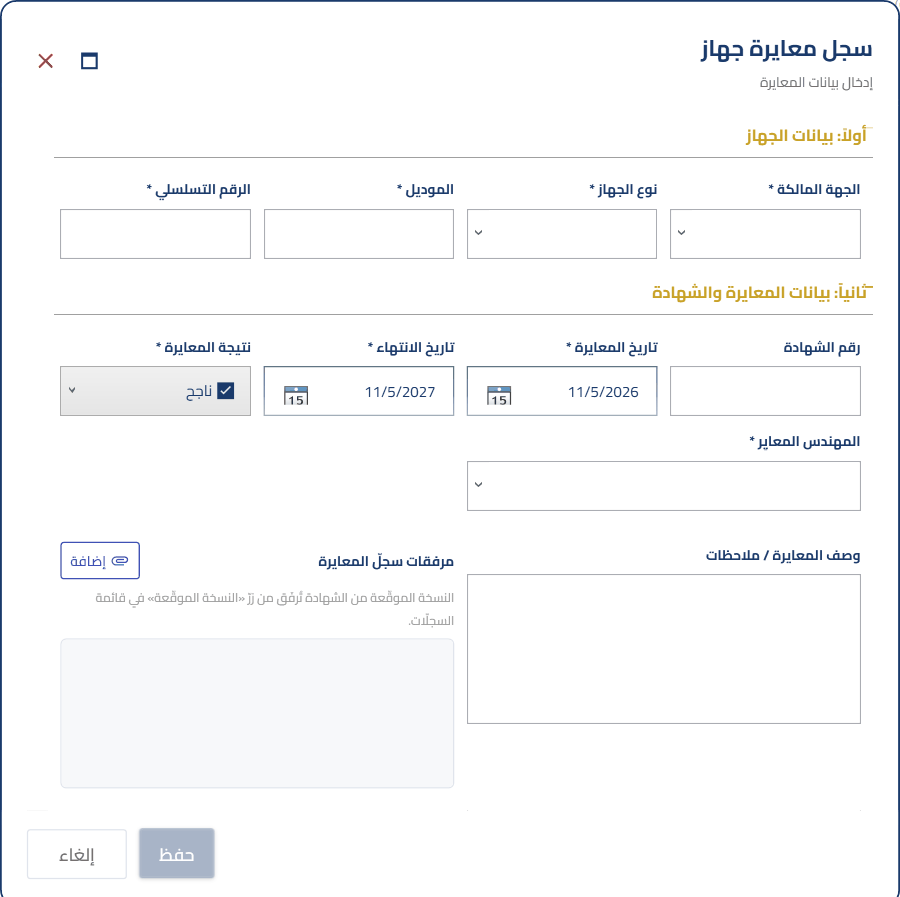 سجل معايرة جهاز
إدخال بيانات المعايرة
أولاً: بيانات الجهاز
الجهة المالكة *
نوع الجهاز *
الموديل *
الرقم التسلسلي *
ثانياً: بيانات المعايرة والشهادة
رقم الشهادة
تاريخ المعايرة *
تاريخ الانتهاء *
نتيجة المعايرة *
11/5/2026
15
11/5/2027
15
ناجح
المهندس المعاير *
وصف المعايرة / ملاحظات
مرفقات سجلّ المعايرة
إضافة
النسخة الموقّعة من الشهادة تُرفَق من زرّ «النسخة الموقّعة» في قائمة
السجلّات.
حفظ
إلغاء